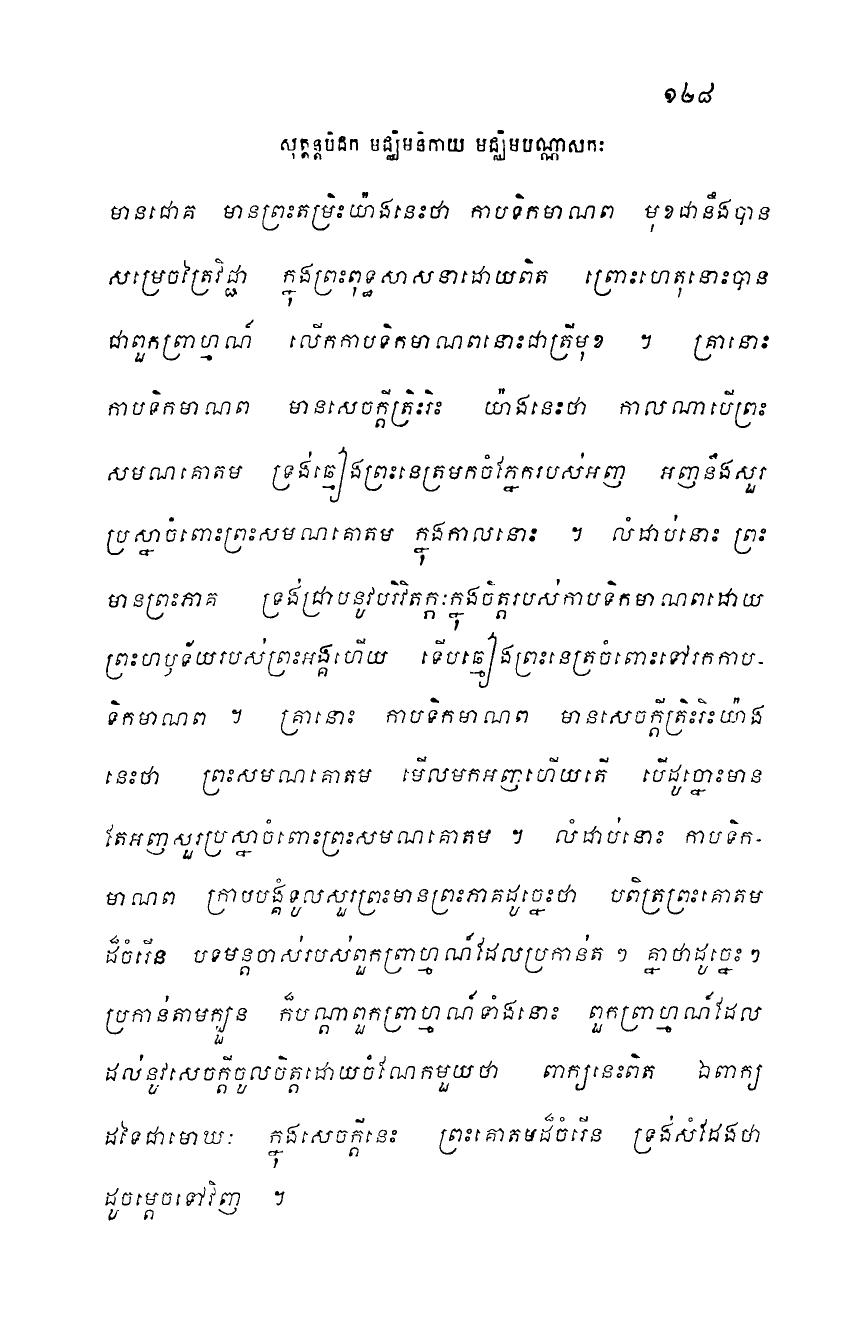 ១២៨
សុត្តន្តបិដក មជ្ឈិមនិកាយ មជ្ឈិមបណ្ណាសកៈ
មានជោគ មានព្រះតម្រិះយ៉ាងនេះថា កាបទិកមាណព មុខជានឹងបាន
សម្រេចត្រៃវិជ្ជា ក្នុងព្រះពុទ្ធសាសនាដោយពិត ព្រោះហេតុនោះបាន
ជាពួកព្រាហ្មណ៍ លើកកាបទិកមាណពនោះជាត្រីមុខ ។ គ្រានោះ
កាបទិកមាណព មានសេចក្តីត្រិះរិះ យ៉ាងនេះថា កាលណាបើព្រះ
សមណគោតម ទ្រង់ធ្មៀងព្រះនេត្រមកចំភ្នែករបស់អញ អញនឹងសួរ
ប្រស្នាចំពោះព្រះសមណគោតម ក្នុងកាលនោះ ។ លំដាប់នោះ ព្រះ
មានព្រះភាគ ទ្រង់ជ្រាបនូវបរិវិតក្កៈក្នុងចិត្តរបស់កាបទិកមាណពដោយ
ព្រះហឫទ័យរបស់ព្រះអង្គហើយ ទើបធ្មៀងព្រះនេត្រចំពោះទៅរកកាប-
ទិកមាណព ។ គ្រានោះ កាបទិកមាណព មានសេចក្តីត្រិះរិះយ៉ាង
នេះថា ព្រះសមណគោតម មើលមកអញហើយតើ បើដូច្នោះមាន
តែអញសួរប្រស្នាចំពោះព្រះសមណគោតម ។ លំដាប់នោះ កាបទិក-
មាណព ក្រាបបង្គំទូលសួរព្រះមានព្រះភាគដូច្នេះថា បពិត្រព្រះគោតម
ដ៏ចំរើន បទមន្តចាស់របស់ពួកព្រាហ្មណ៍ដែលប្រកាន់ត ៗ គ្នាថាដូច្នេះៗ
ប្រកាន់តាមក្បួន ក៏បណ្តាពួកព្រាហ្មណ៍ទាំងនោះ ពួកព្រាហ្មណ៍ដែល
ដល់នូវសេចក្តីចូលចិត្តដោយចំណែកមួយថា ពាក្យនេះពិត ឯពាក្យ
ដទៃជាមោឃៈ ក្នុងសេចក្តីនេះ ព្រះគោតមដ៏ចំរើន ទ្រង់សំដែងថា
ដូចម្តេចទៅវិញ ។